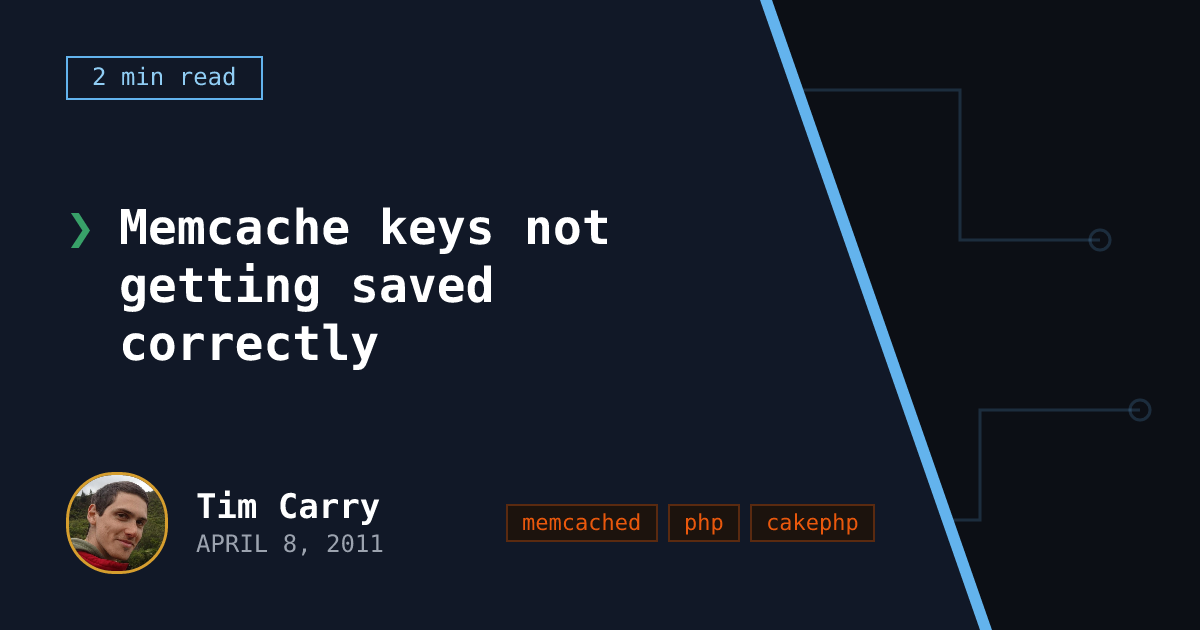 2 min read
❯ Memcache keys not
getting saved
correctly
Tim Carry
APRIL 8, 2011
memcached php cakephp